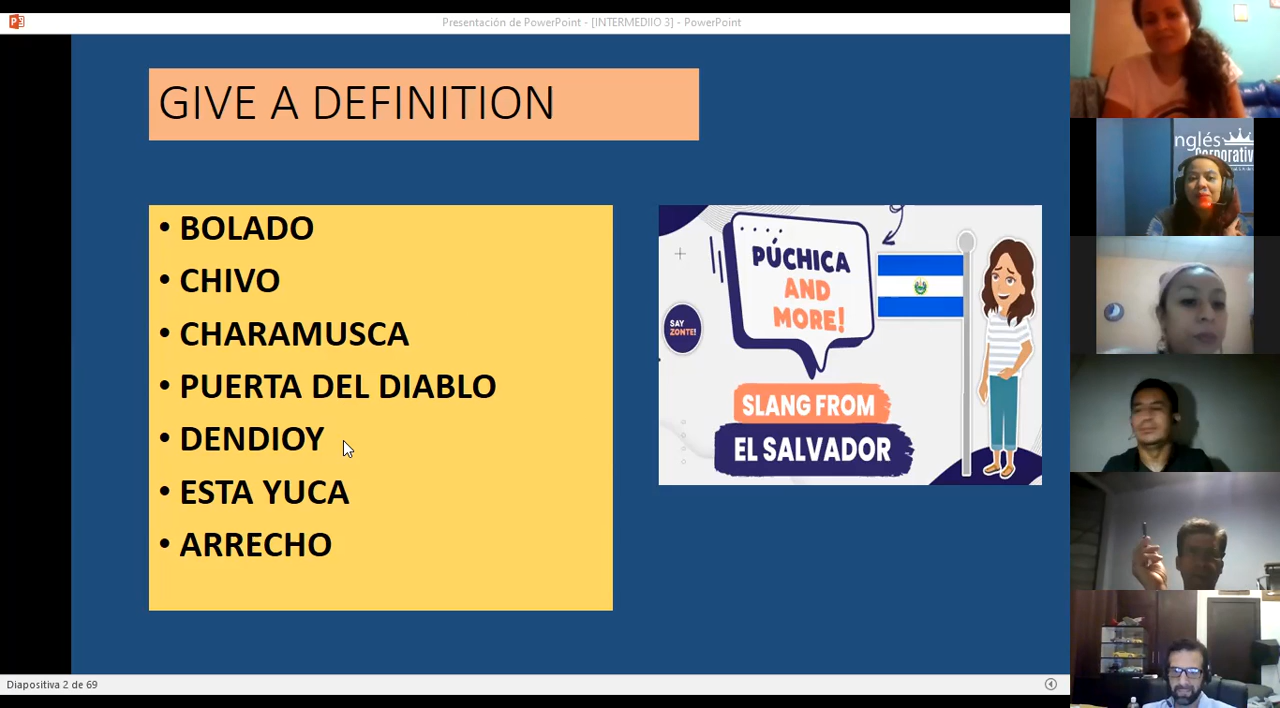 Presentación de PowerPoint - [INTERMEDIIO 3] - PowerPoint
GIVE A DEFINITION
• BOLADO
• CHIVO
• CHARAMUSCA
• PUERTA DEL DIABLO
• DENDIOY
• ESTA YUCA
• ARRECHO
PÚCHICA
AND
MORE!
SAY
ZONTE!
SLANG FROM
EL SALVADOR
nglés
Corporativ
Diapositiva 2 de 69